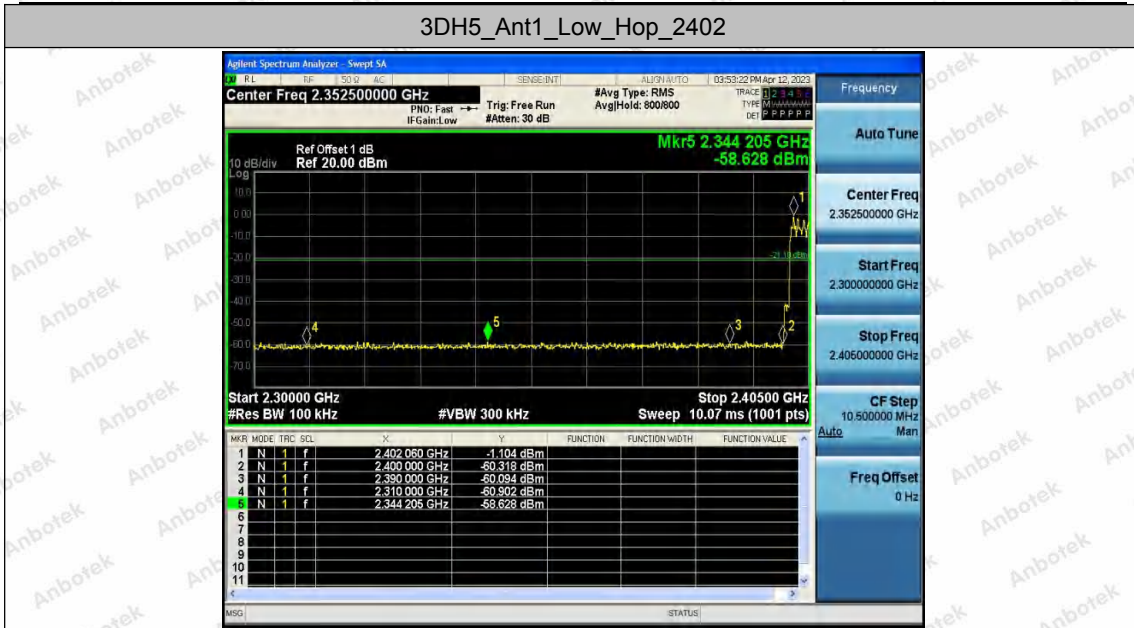 3DH5_Ant1_Low_Hop_2402
Agilent Spectrum Analyzer - Swept SA
RL RF 50 Ω AC SENSE:INT ALIGN AUTO 03:53:22 PM Apr 12, 2023
Center Freq 2.352500000 GHz
PNO: Fast
IFGain:Low
Trig: Free Run
#Atten: 30 dB
#Avg Type: RMS
Avg|Hold: 800/800
TRACE 1 2 3 4 5 6
TYPE M W W W W W
DET P P P P P P
Mkr5 2.344 205 GHz
-58.628 dBm
Ref Offset 1 dB
10 dB/div Ref 20.00 dBm
Log
10.0
0.00
-10.0
-20.0
-30.0
-40.0
-50.0
-60.0
-70.0
1
2
3
4
5
Start 2.30000 GHz Stop 2.40500 GHz
#Res BW 100 kHz #VBW 300 kHz Sweep 10.07 ms (1001 pts)
MKR MODE TRC SCL X Y FUNCTION FUNCTION WIDTH FUNCTION VALUE
1 N 1 f 2.402 060 GHz -1.104 dBm
2 N 1 f 2.400 000 GHz -60.318 dBm
3 N 1 f 2.390 000 GHz -60.094 dBm
4 N 1 f 2.310 000 GHz -60.902 dBm
5 N 1 f 2.344 205 GHz -58.628 dBm
6
7
8
9
10
11
MSG STATUS
Frequency
Auto Tune
Center Freq
2.352500000 GHz
Start Freq
2.300000000 GHz
Stop Freq
2.405000000 GHz
CF Step
10.500000 MHz
Auto Man
Freq Offset
0 Hz
Anbotek